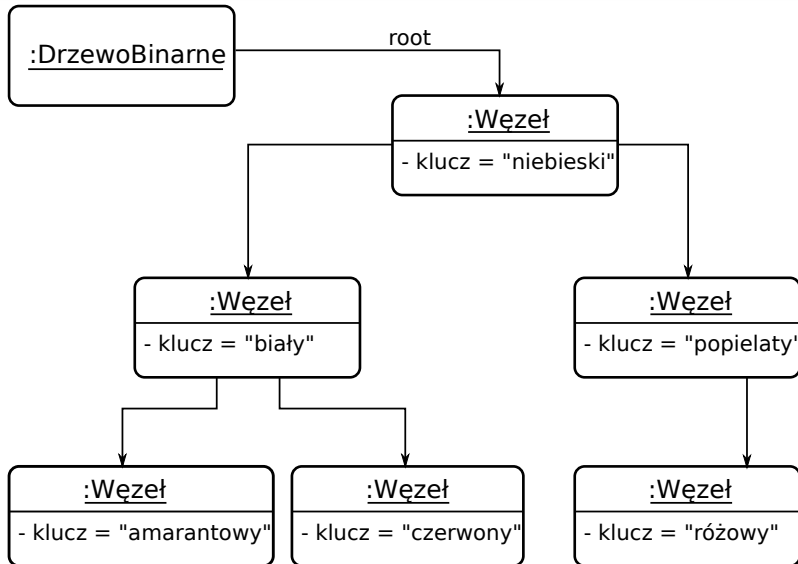 :DrzewoBinarne
root
:Węzeł
- klucz = "niebieski"
:Węzeł
- klucz = "biały"
:Węzeł
- klucz = "popielaty"
:Węzeł
- klucz = "amarantowy"
:Węzeł
- klucz = "czerwony"
:Węzeł
- klucz = "różowy"